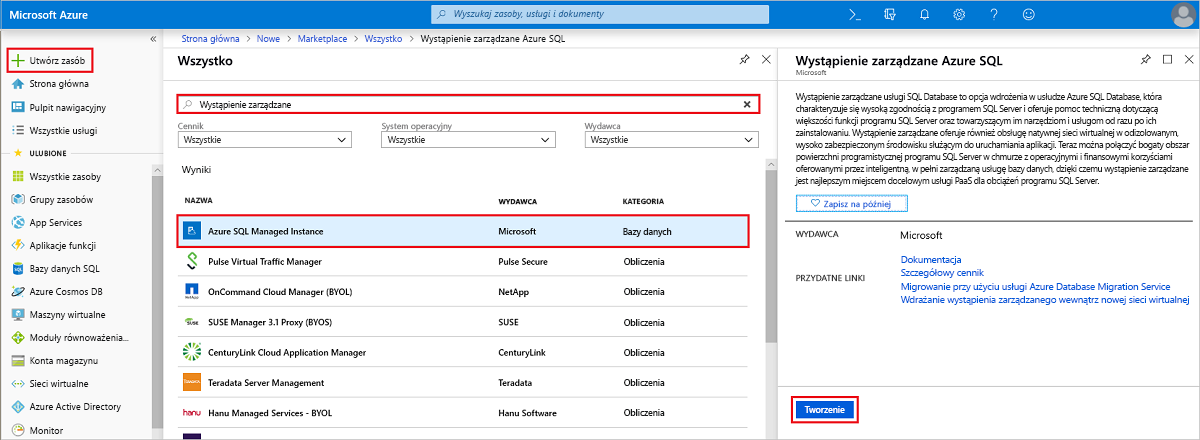 Microsoft Azure
Wyszukaj zasoby, usługi i dokumenty
Utwórz zasób
Strona główna
Pulpit nawigacyjny
Wszystkie usługi
ULUBIONE
Wszystkie zasoby
Grupy zasobów
App Services
Aplikacje funkcji
Bazy danych SQL
Azure Cosmos DB
Maszyny wirtualne
Moduły równoważenia...
Konta magazynu
Sieci wirtualne
Azure Active Directory
Monitor
Strona główna > Nowe > Marketplace > Wszystko > Wystąpienie zarządzane Azure SQL
Wszystko
Wystąpienie zarządzane
Cennik System operacyjny Wydawca
Wszystkie Wszystkie Wszystkie
Wyniki
NAZWA WYDAWCA KATEGORIA
Azure SQL Managed Instance Microsoft Bazy danych
Pulse Virtual Traffic Manager Pulse Secure Obliczenia
OnCommand Cloud Manager (BYOL) NetApp Obliczenia
SUSE Manager 3.1 Proxy (BYOS) SUSE Obliczenia
CenturyLink Cloud Application Manager CenturyLink Obliczenia
Teradata Server Management Teradata Obliczenia
Hanu Managed Services - BYOL Hanu Software Obliczenia
Wystąpienie zarządzane Azure SQL
Microsoft
Wystąpienie zarządzane usługi SQL Database to opcja wdrożenia w usłudze Azure SQL Database, która
charakteryzuje się wysoką zgodnością z programem SQL Server i oferuje pomoc techniczną dotyczącą
większości funkcji programu SQL Server oraz towarzyszącym im narzędziom i usługom od razu po ich
zainstalowaniu. Wystąpienie zarządzane oferuje również obsługę natywnej sieci wirtualnej w odizolowanym,
wysoko zabezpieczonym środowisku służącym do uruchamiania aplikacji. Teraz można połączyć bogaty obszar
powierzchni programistycznej programu SQL Server w chmurze z operacyjnymi i finansowymi korzyściami
oferowanymi przez inteligentną, w pełni zarządzaną usługę bazy danych, dzięki czemu wystąpienie zarządzane
jest najlepszym miejscem docelowym usługi PaaS dla obciążeń programu SQL Server.
Zapisz na później
WYDAWCA Microsoft
PRZYDATNE LINKI
Dokumentacja
Szczegółowy cennik
Migrowanie przy użyciu usługi Azure Database Migration Service
Wdrażanie wystąpienia zarządzanego wewnątrz nowej sieci wirtualnej
Tworzenie